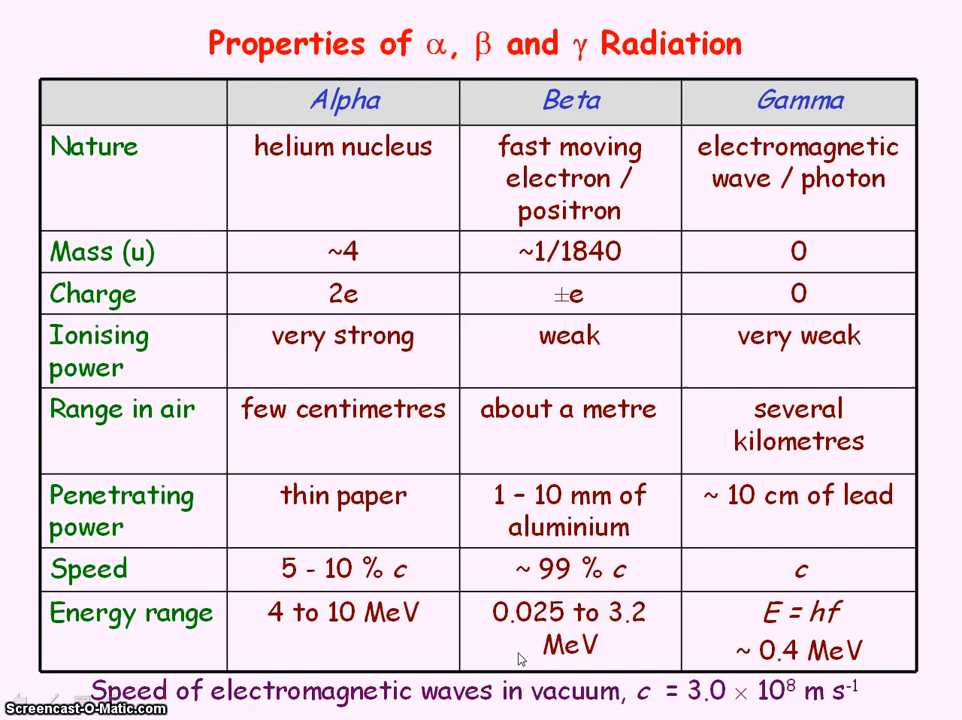 Properties of α, β and γ Radiation
Alpha Beta Gamma
Nature helium nucleus fast moving electromagnetic
electron / wave / photon
positron
Mass (u) ~4 ~1/1840 0
Charge 2e ±e 0
Ionising very strong weak very weak
power
Range in air few centimetres about a metre several
kilometres
Penetrating thin paper 1 – 10 mm of ~ 10 cm of lead
power aluminium
Speed 5 - 10 % c ~ 99 % c c
Energy range 4 to 10 MeV 0.025 to 3.2 E = hf
MeV ~ 0.4 MeV
Speed of electromagnetic waves in vacuum, c = 3.0 × 10⁸ m s⁻¹
Screencast-O-Matic.com